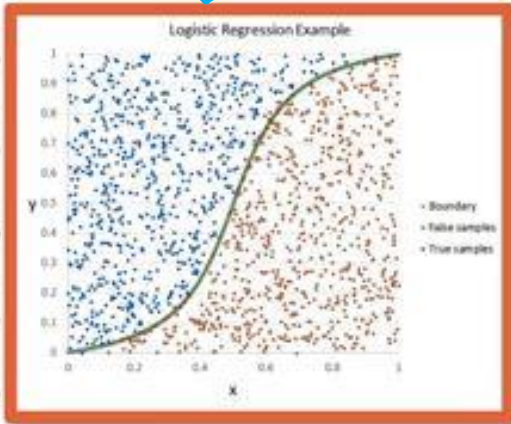 Logistic Regression Example
1
0.9
0.8
0.7
0.6
y 0.5
0.4
0.3
0.2
0.1
0
0 0.2 0.4 0.6 0.8 1
x
Boundary
False samples
True samples